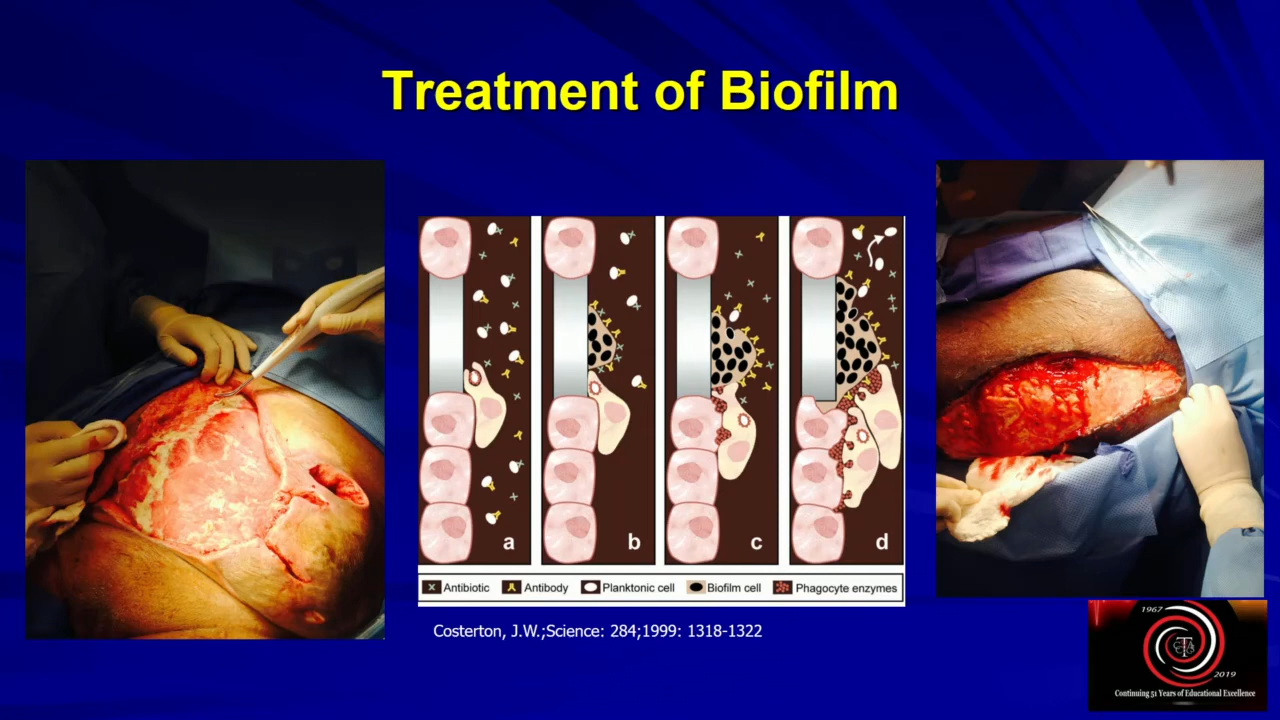 Treatment of Biofilm
a
b
c
d
Antibiotic
Antibody
Planktonic cell
Biofilm cell
Phagocyte enzymes
Costerton, J.W.;Science: 284;1999: 1318-1322
1967
2019
Continuing 51 Years of Educational Excellence